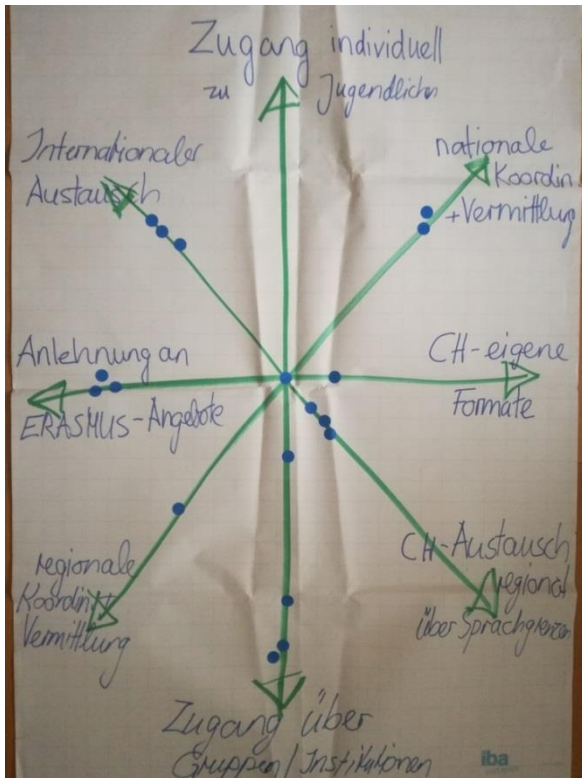 Zugang individuell
zu Jugendlichen
Internationaler
Austausch
nationale
Koordin.
+ Vermittlung
Anlehnung an
ERASMUS-Angebote
CH-eigene
Formate
regionale
Koordin +
Vermittlung
CH-Austausch
regional
über Sprachgrenzen
Zugang über
Gruppen / Institutionen
iba